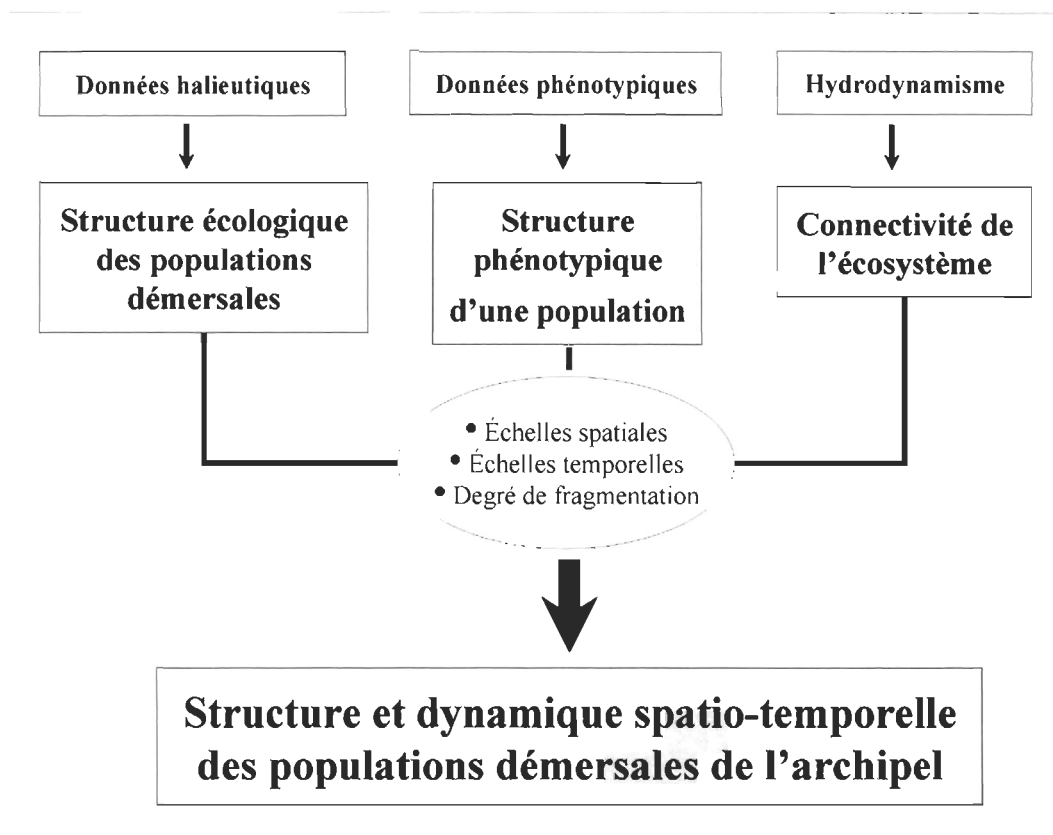 Données halieutiques
Données phénotypiques
Hydrodynamisme
Structure écologique
des populations
démersales
Structure
phénotypique
d'une population
Connectivité de
l'écosystème
• Échelles spatiales
• Échelles temporelles
• Degré de fragmentation
Structure et dynamique spatio-temporelle
des populations démersales de l'archipel